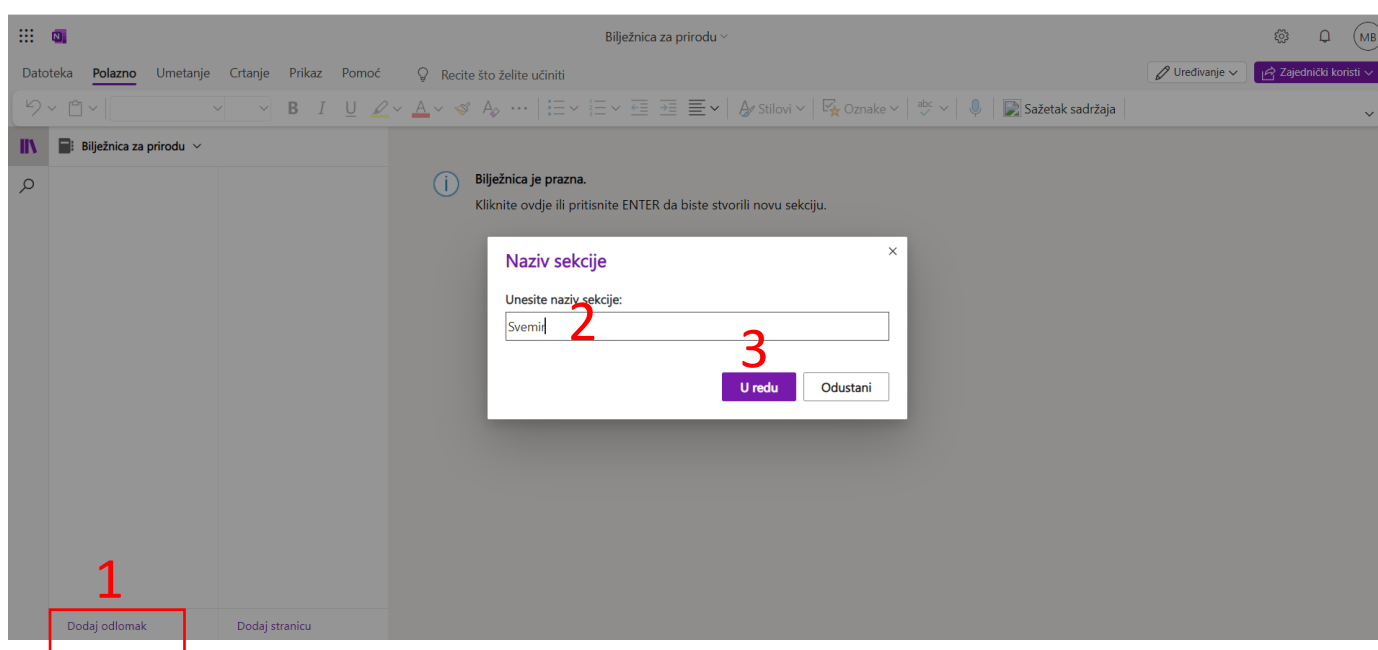 Bilježnica za prirodu
MB
Datoteka Polazno Umetanje Crtanje Prikaz Pomoć Recite što želite učiniti Uređivanje Zajednički koristi
B I U A A Stilovi Oznake abc Sažetak sadržaja
Bilježnica za prirodu
Bilježnica je prazna.
Kliknite ovdje ili pritisnite ENTER da biste stvorili novu sekciju.
Naziv sekcije
Unesite naziv sekcije:
Svemir
2
3
U redu Odustani
1
Dodaj odlomak Dodaj stranicu